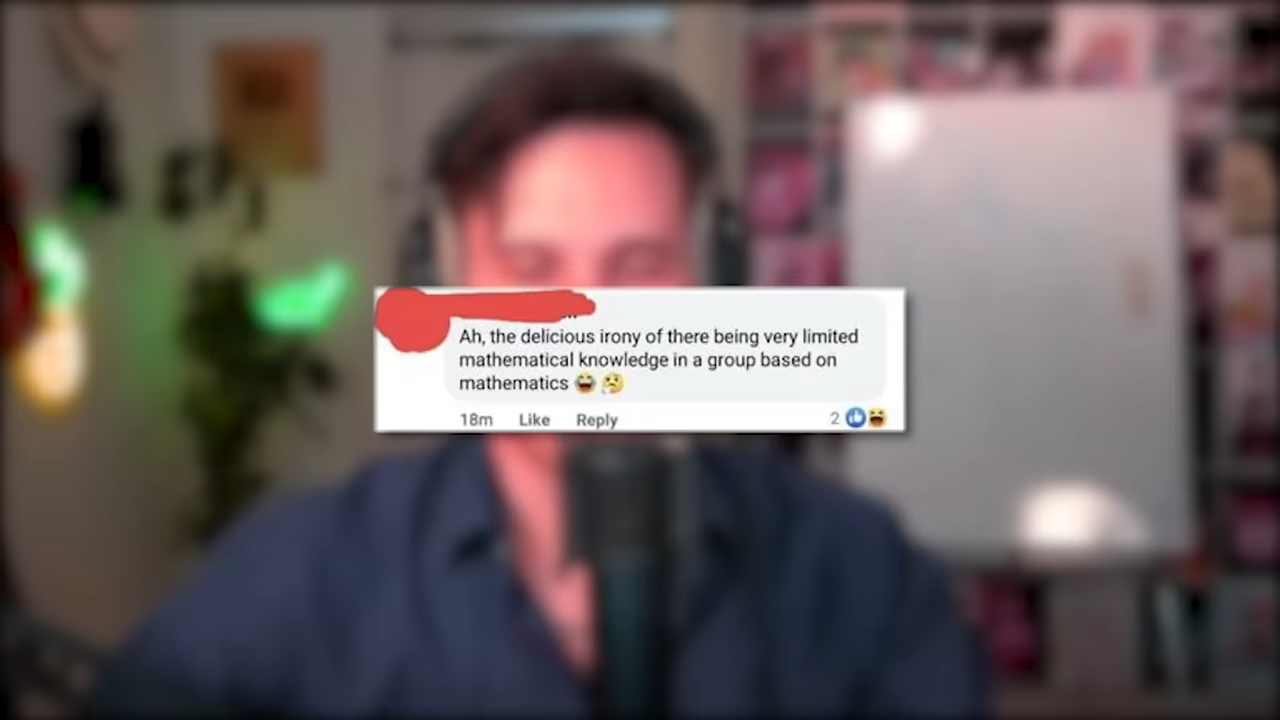 Ah, the delicious irony of there being very limited
mathematical knowledge in a group based on
mathematics 😆 🤔
18m Like Reply 2